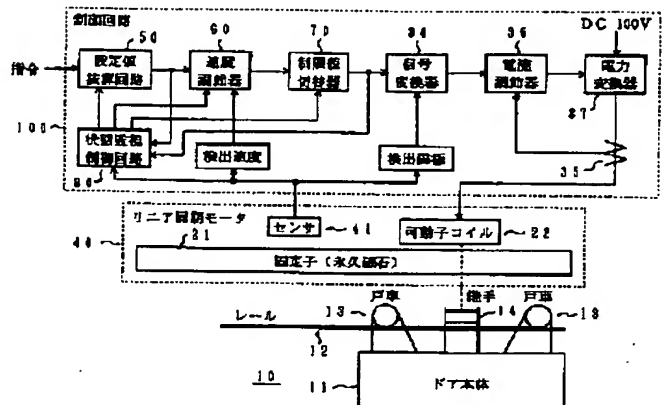 制御回路
DC 100V
50
60
70
34
36
指令
設定値
演算回路
速度
調節器
制限値
切替器
信号
変換器
電流
調節器
電力
変換器
37
100
状態監視
制御回路
80
検出速度
検出磁極
35
リニア同期モータ
センサ
41
可動子コイル
22
40
21
固定子(永久磁石)
戸車
継手
戸車
13
14
13
レール
12
10
11
ドア本体